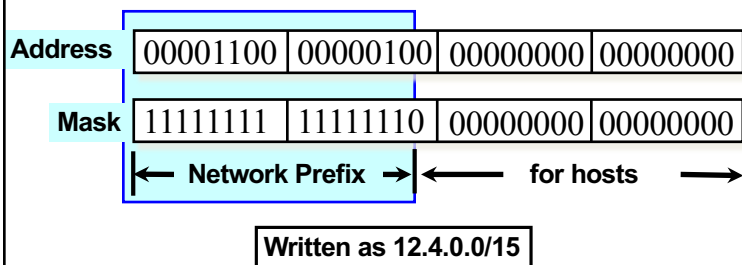 Address 00001100 00000100 00000000 00000000
Mask 11111111 11111110 00000000 00000000
Network Prefix for hosts
Written as 12.4.0.0/15